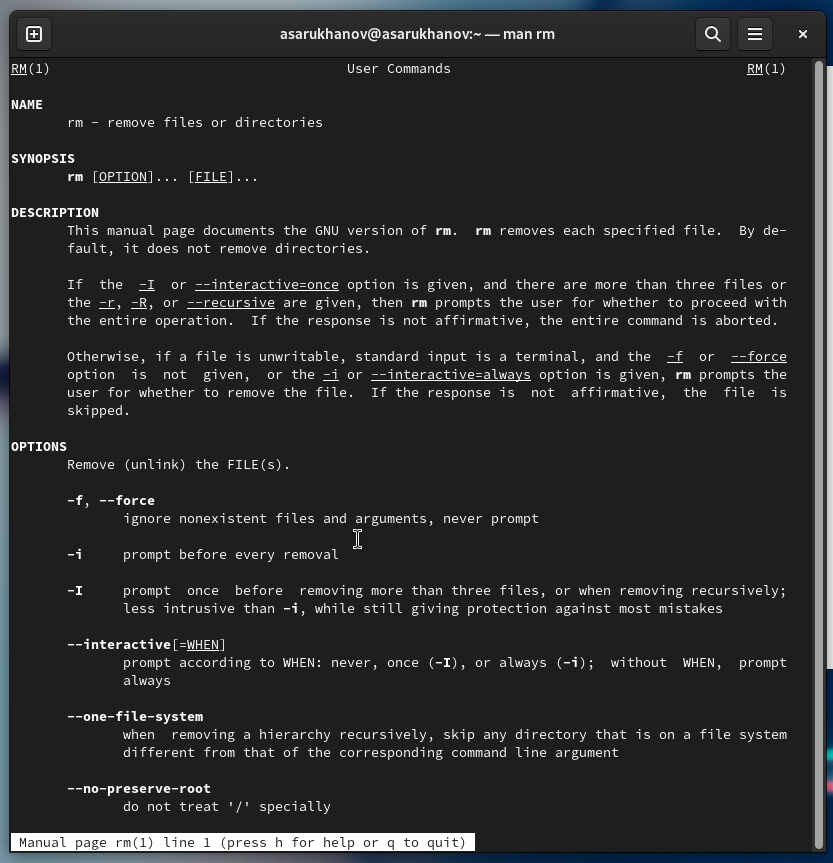 asarukhanov@asarukhanov:~ — man rm
RM(1) User Commands RM(1)
NAME
rm - remove files or directories
SYNOPSIS
rm [OPTION]... [FILE]...
DESCRIPTION
This manual page documents the GNU version of rm. rm removes each specified file. By de-
fault, it does not remove directories.
If the -I or --interactive=once option is given, and there are more than three files or
the -r, -R, or --recursive are given, then rm prompts the user for whether to proceed with
the entire operation. If the response is not affirmative, the entire command is aborted.
Otherwise, if a file is unwritable, standard input is a terminal, and the -f or --force
option is not given, or the -i or --interactive=always option is given, rm prompts the
user for whether to remove the file. If the response is not affirmative, the file is
skipped.
OPTIONS
Remove (unlink) the FILE(s).
-f, --force
ignore nonexistent files and arguments, never prompt
-i prompt before every removal
-I prompt once before removing more than three files, or when removing recursively;
less intrusive than -i, while still giving protection against most mistakes
--interactive[=WHEN]
prompt according to WHEN: never, once (-I), or always (-i); without WHEN, prompt
always
--one-file-system
when removing a hierarchy recursively, skip any directory that is on a file system
different from that of the corresponding command line argument
--no-preserve-root
do not treat '/' specially
Manual page rm(1) line 1 (press h for help or q to quit)